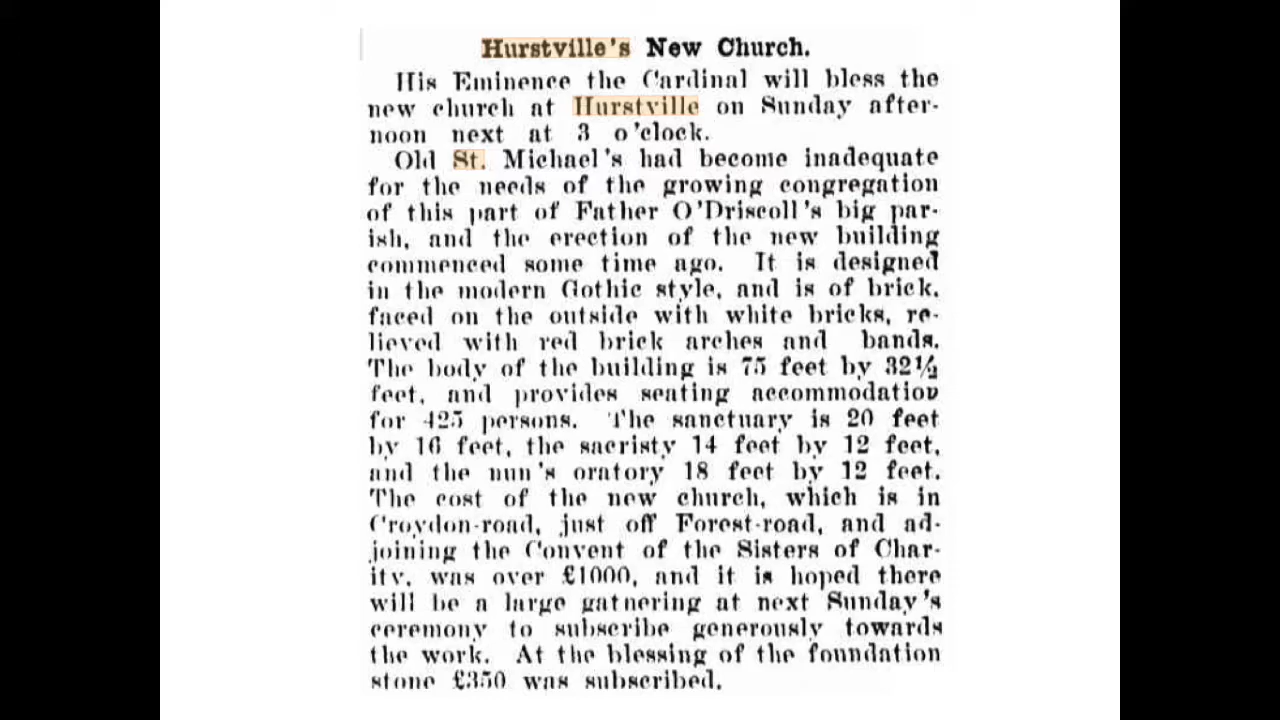 Hurstville's New Church.
His Eminence the Cardinal will bless the
new church at Hurstville on Sunday after-
noon next at 3 o'clock.
Old St. Michael's had become inadequate
for the needs of the growing congregation
of this part of Father O'Driscoll's big par-
ish, and the erection of the new building
commenced some time ago. It is designed
in the modern Gothic style, and is of brick,
faced on the outside with white bricks, re-
lieved with red brick arches and bands.
The body of the building is 75 feet by 32½
feet, and provides seating accommodation
for 425 persons. The sanctuary is 20 feet
by 16 feet, the sacristy 14 feet by 12 feet,
and the nun's oratory 18 feet by 12 feet.
The cost of the new church, which is in
Croydon-road, just off Forest-road, and ad-
joining the Convent of the Sisters of Char-
ity, was over £1000, and it is hoped there
will be a large gathering at next Sunday's
ceremony to subscribe generously towards
the work. At the blessing of the foundation
stone £350 was subscribed.